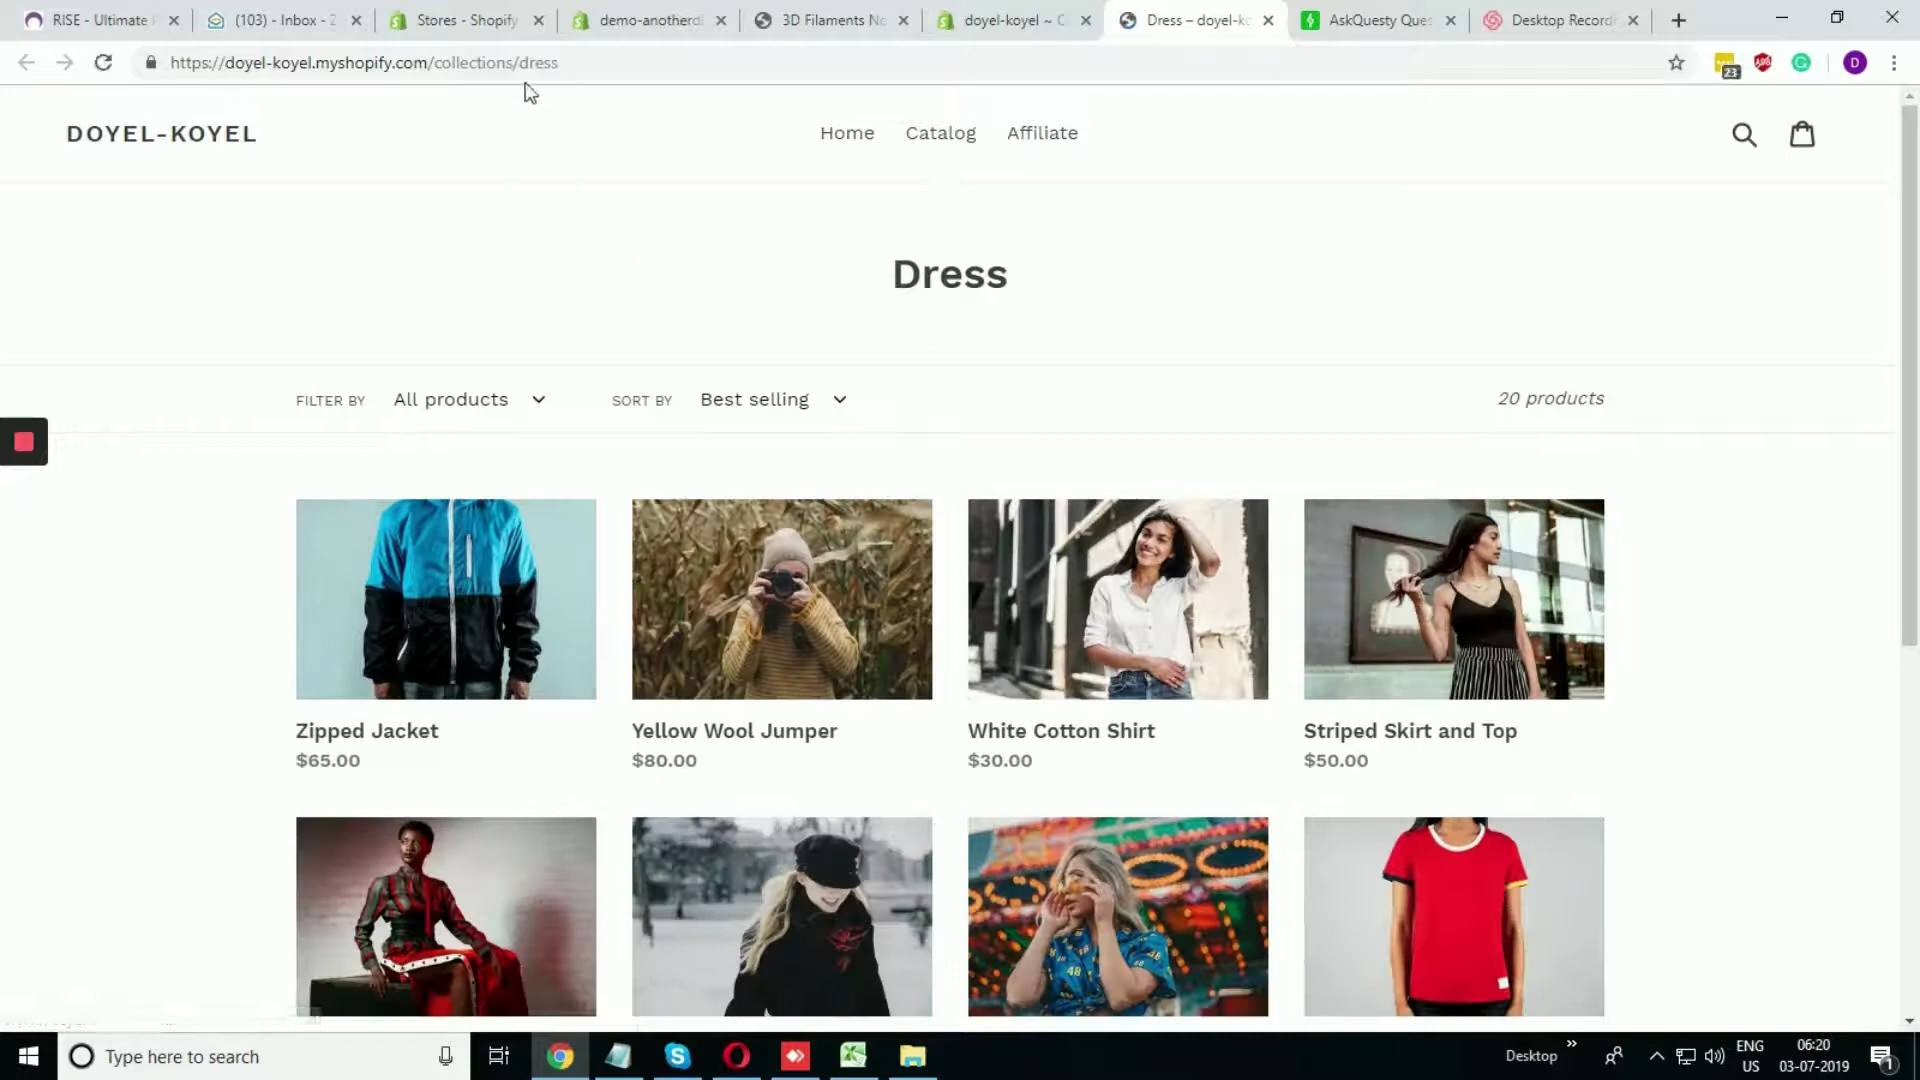 RISE - Ultimate
(103) - Inbox - 2
Stores - Shopify
demo-anotherd
3D Filaments No
doyel-koyel ~ C
Dress – doyel-ko
AskQuesty Ques
Desktop Record
https://doyel-koyel.myshopify.com/collections/dress
23
D
DOYEL-KOYEL
Home
Catalog
Affiliate
Dress
FILTER BY
All products
SORT BY
Best selling
20 products
Zipped Jacket
$65.00
Yellow Wool Jumper
$80.00
White Cotton Shirt
$30.00
Striped Skirt and Top
$50.00
Type here to search
Desktop
ENG
US
06:20
03-07-2019
1